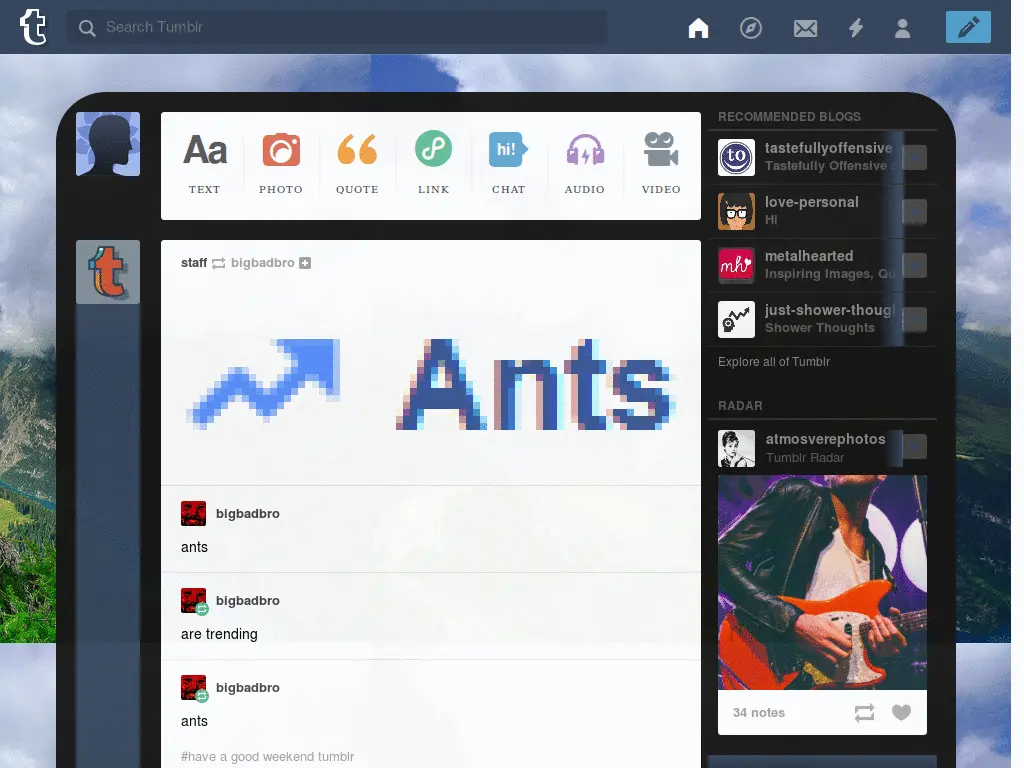 Search Tumblr
Aa
hi!
TEXT
PHOTO
QUOTE
LINK
CHAT
AUDIO
VIDEO
staff bigbadbro
Ants
bigbadbro
ants
bigbadbro
are trending
bigbadbro
ants
#have a good weekend tumblr
RECOMMENDED BLOGS
to
tastefullyoffensive
Tastefully Offensive
love-personal
HI
mh
metalhearted
Inspiring Images, Qu
just-shower-though
Shower Thoughts
Explore all of Tumblr
RADAR
atmosverephotos
Tumblr Radar
34 notes